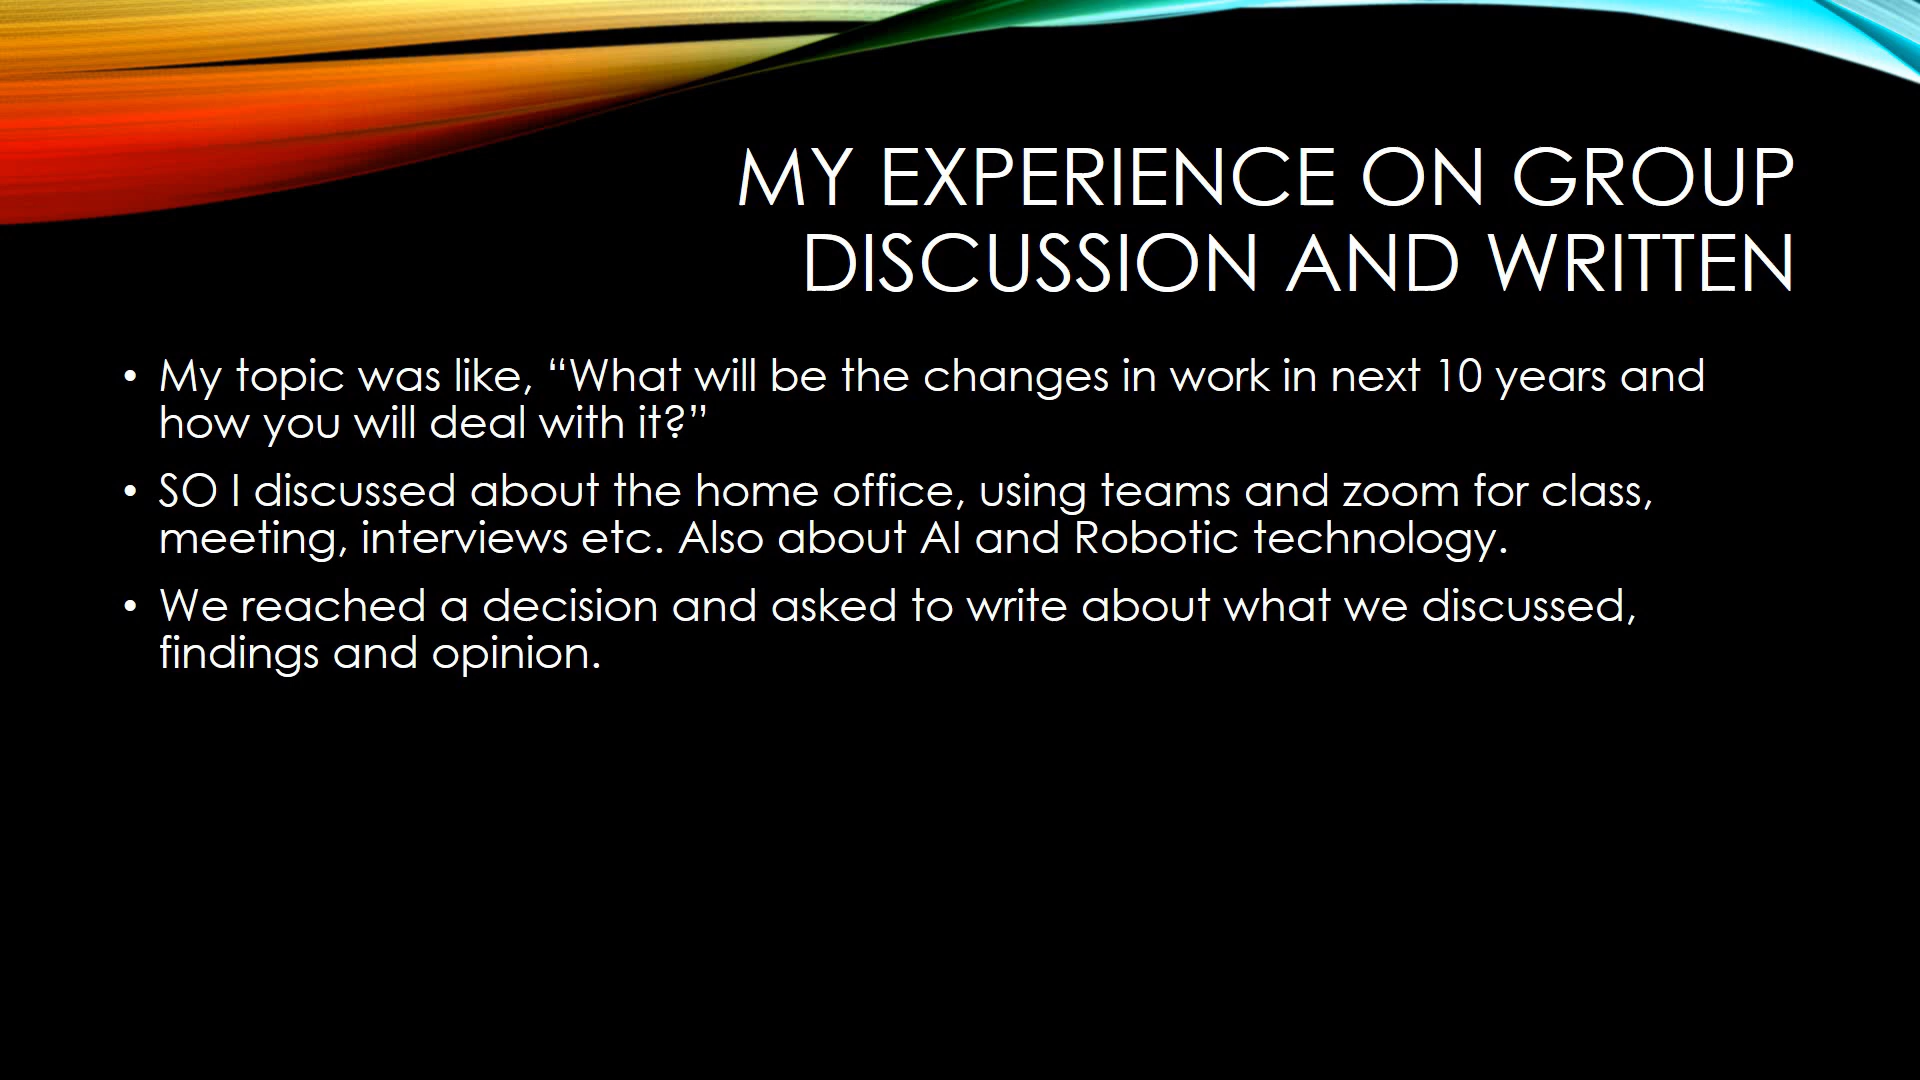 MY EXPERIENCE ON GROUP
DISCUSSION AND WRITTEN
• My topic was like, “What will be the changes in work in next 10 years and
how you will deal with it?”
• SO I discussed about the home office, using teams and zoom for class,
meeting, interviews etc. Also about AI and Robotic technology.
• We reached a decision and asked to write about what we discussed,
findings and opinion.